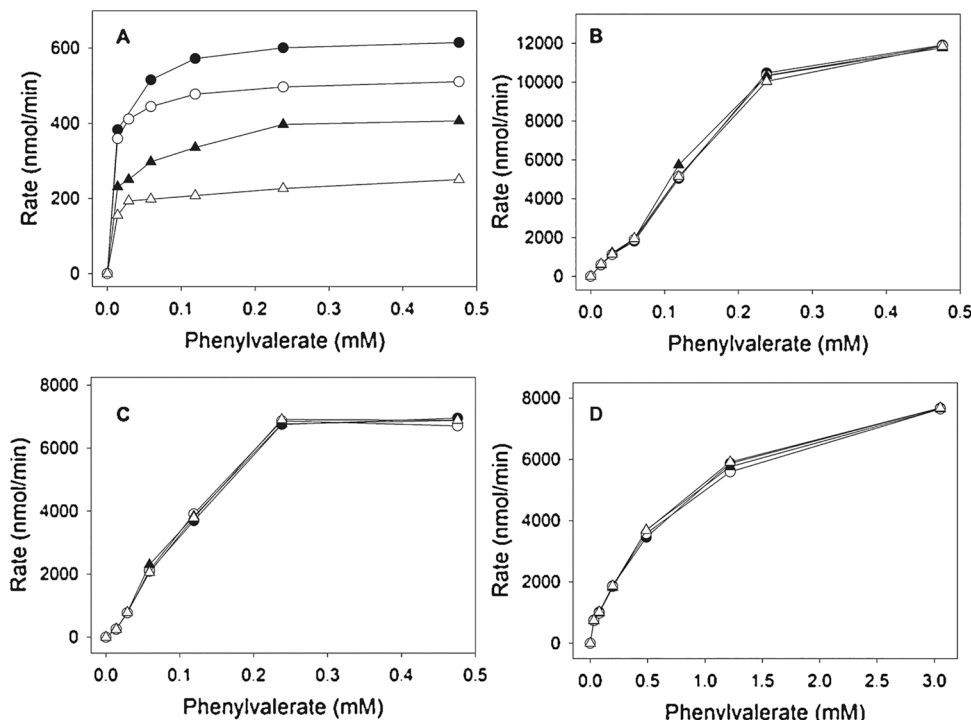 A
600
400
200
0
Rate (nmol/min)
0.0 0.1 0.2 0.3 0.4 0.5
Phenylvalerate (mM)
B
12000
10000
8000
6000
4000
2000
0
Rate (nmol/min)
0.0 0.1 0.2 0.3 0.4 0.5
Phenylvalerate (mM)
C
8000
6000
4000
2000
0
Rate (nmol/min)
0.0 0.1 0.2 0.3 0.4 0.5
Phenylvalerate (mM)
D
8000
6000
4000
2000
0
Rate (nmol/min)
0.0 0.5 1.0 1.5 2.0 2.5 3.0
Phenylvalerate (mM)